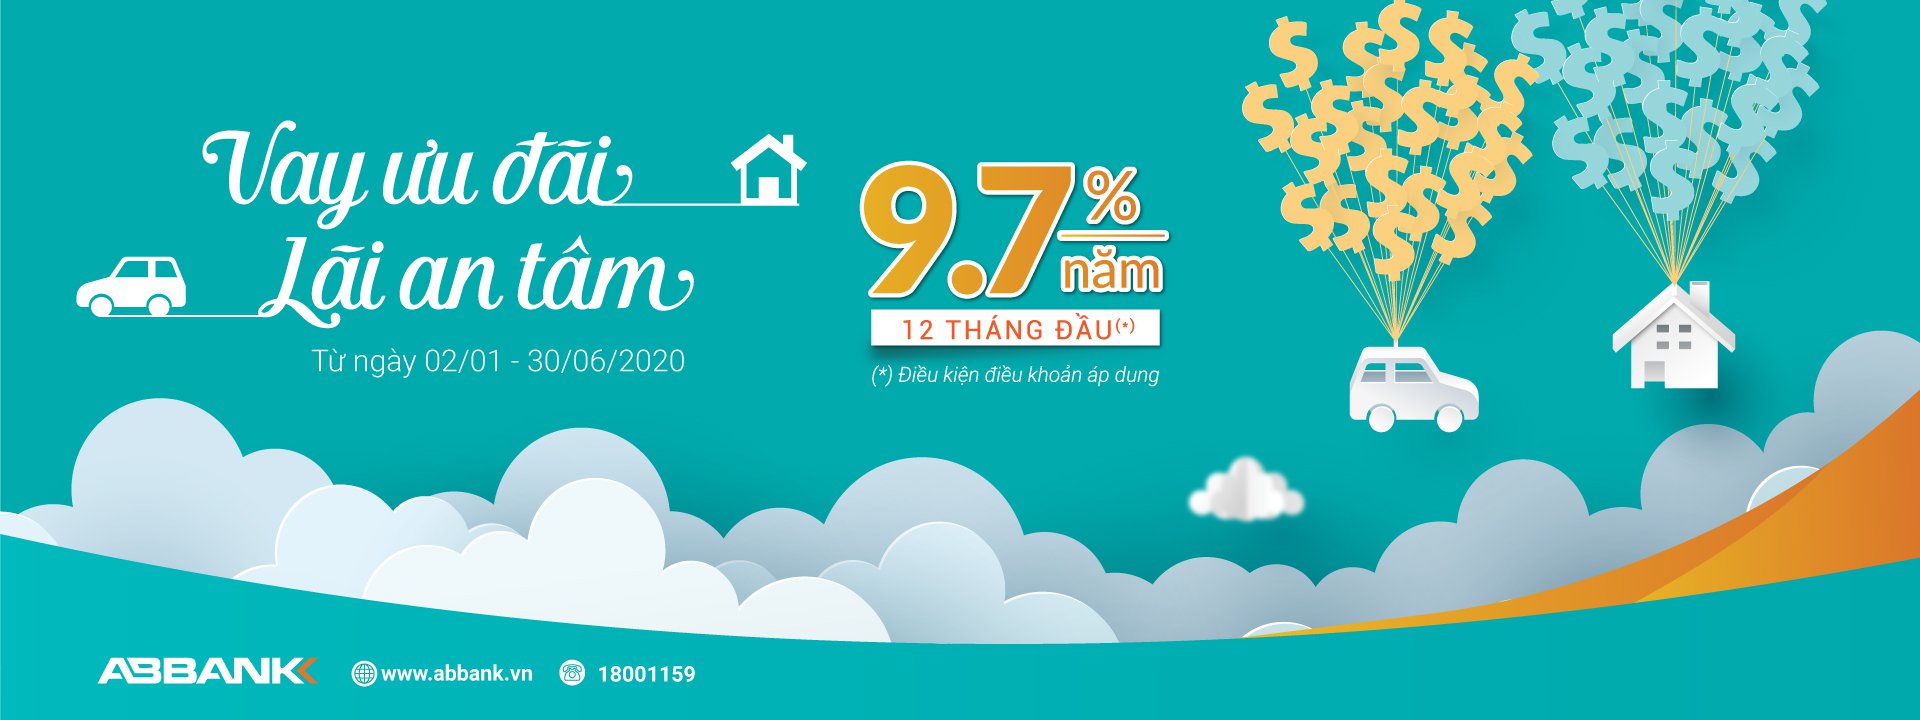 Vay ưu đãi
Lãi an tâm
Từ ngày 02/01 - 30/06/2020
9.7%
năm
12 THÁNG ĐẦU(*)
(*) Điều kiện điều khoản áp dụng
ABBANK
www.abbank.vn
18001159